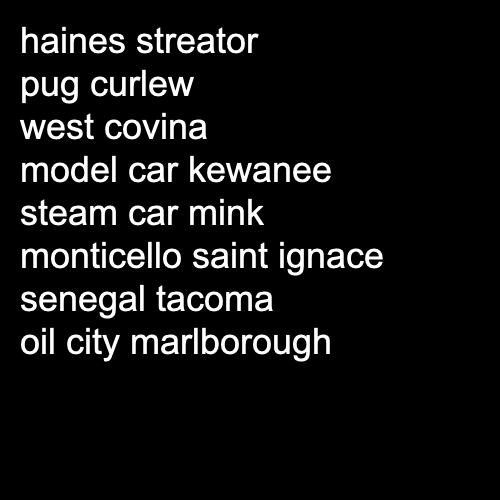 haines streator
pug curlew
west covina
model car kewanee
steam car mink
monticello saint ignace
senegal tacoma
oil city marlborough